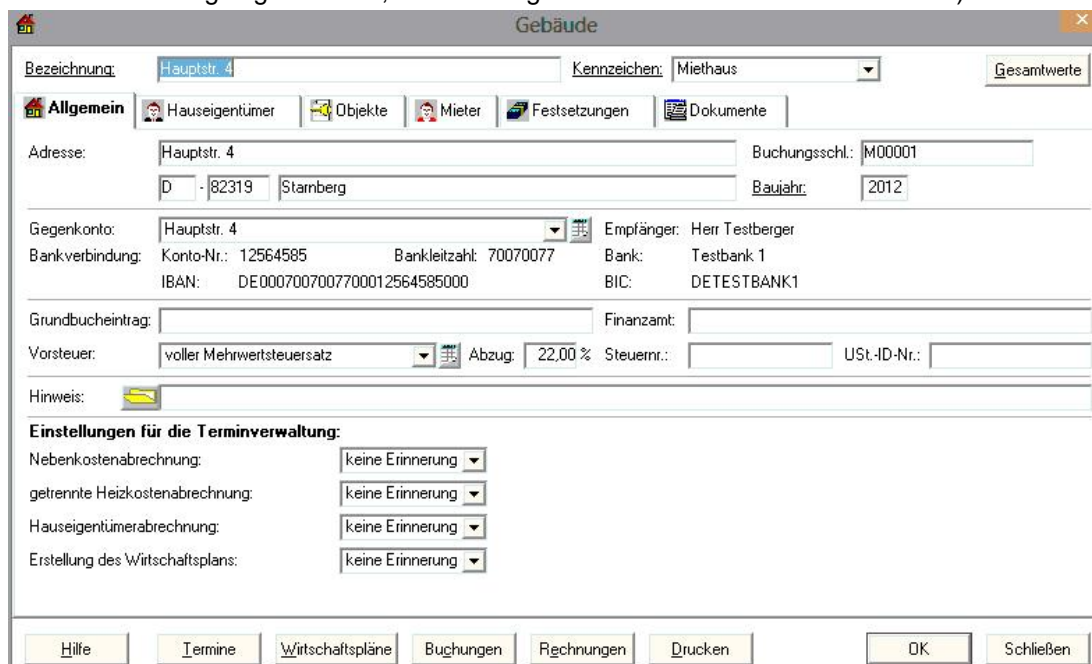 Gebäude
Bezeichnung: Hauptstr. 4 Kennzeichen: Miethaus Gesamtwerte
Allgemein Hauseigentümer Objekte Mieter Festsetzungen Dokumente
Adresse: Hauptstr. 4 Buchungsschl.: M00001
D - 82319 Starnberg Baujahr: 2012
Gegenkonto: Hauptstr. 4 Empfänger: Herr Testberger
Bankverbindung: Konto-Nr.: 12564585 Bankleitzahl: 70070077 Bank: Testbank 1
IBAN: DE0007007007700012564585000 BIC: DETESTBANK1
Grundbucheintrag: Finanzamt:
Vorsteuer: voller Mehrwertsteuersatz Abzug: 22,00 % Steuernr.: USt.-ID-Nr.:
Hinweis:
Einstellungen für die Terminverwaltung:
Nebenkostenabrechnung: keine Erinnerung
getrennte Heizkostenabrechnung: keine Erinnerung
Hauseigentümerabrechnung: keine Erinnerung
Erstellung des Wirtschaftsplans: keine Erinnerung
Hilfe Termine Wirtschaftspläne Buchungen Rechnungen Drucken OK Schließen